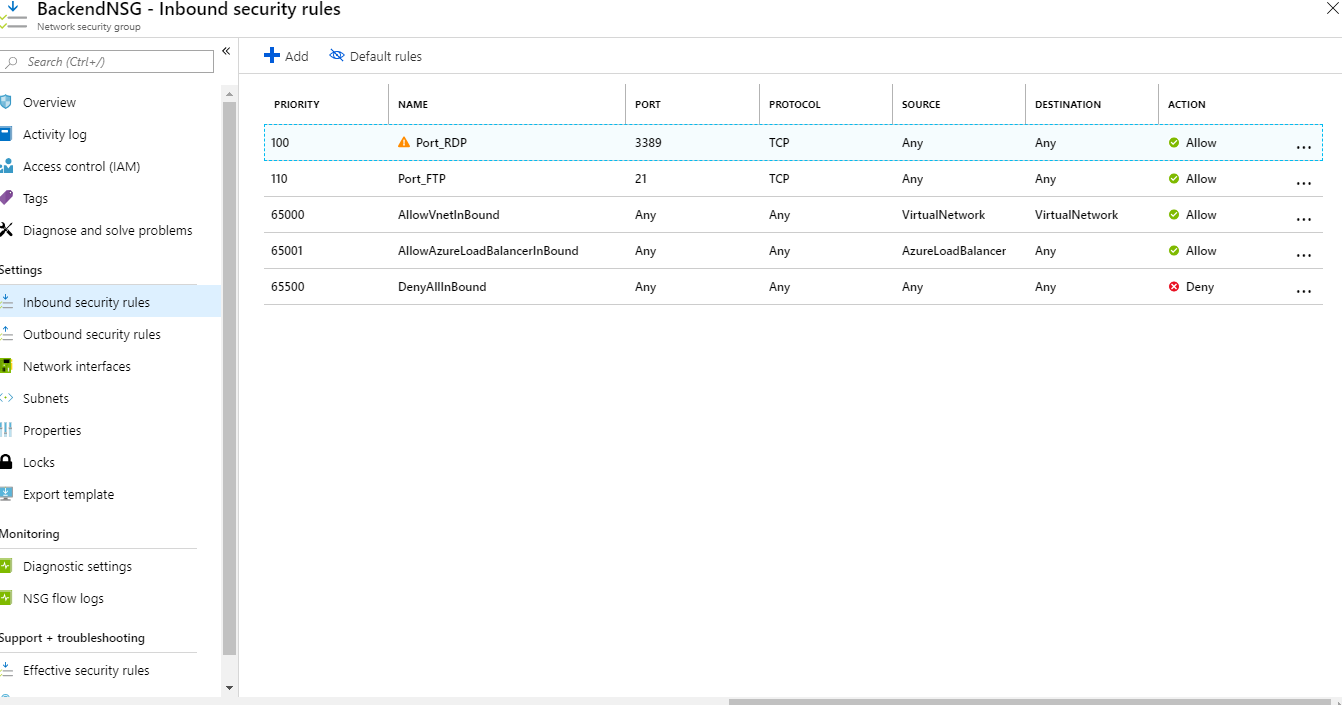 BackendNSG - Inbound security rules
Network security group
Search (Ctrl+/)
«
Add Default rules
Overview
Activity log
Access control (IAM)
Tags
Diagnose and solve problems
Settings
Inbound security rules
Outbound security rules
Network interfaces
Subnets
Properties
Locks
Export template
Monitoring
Diagnostic settings
NSG flow logs
Support + troubleshooting
Effective security rules
PRIORITY NAME PORT PROTOCOL SOURCE DESTINATION ACTION
100 Port_RDP 3389 TCP Any Any Allow ...
110 Port_FTP 21 TCP Any Any Allow ...
65000 AllowVnetInBound Any Any VirtualNetwork VirtualNetwork Allow ...
65001 AllowAzureLoadBalancerInBound Any Any AzureLoadBalancer Any Allow ...
65500 DenyAllInBound Any Any Any Any Deny ...